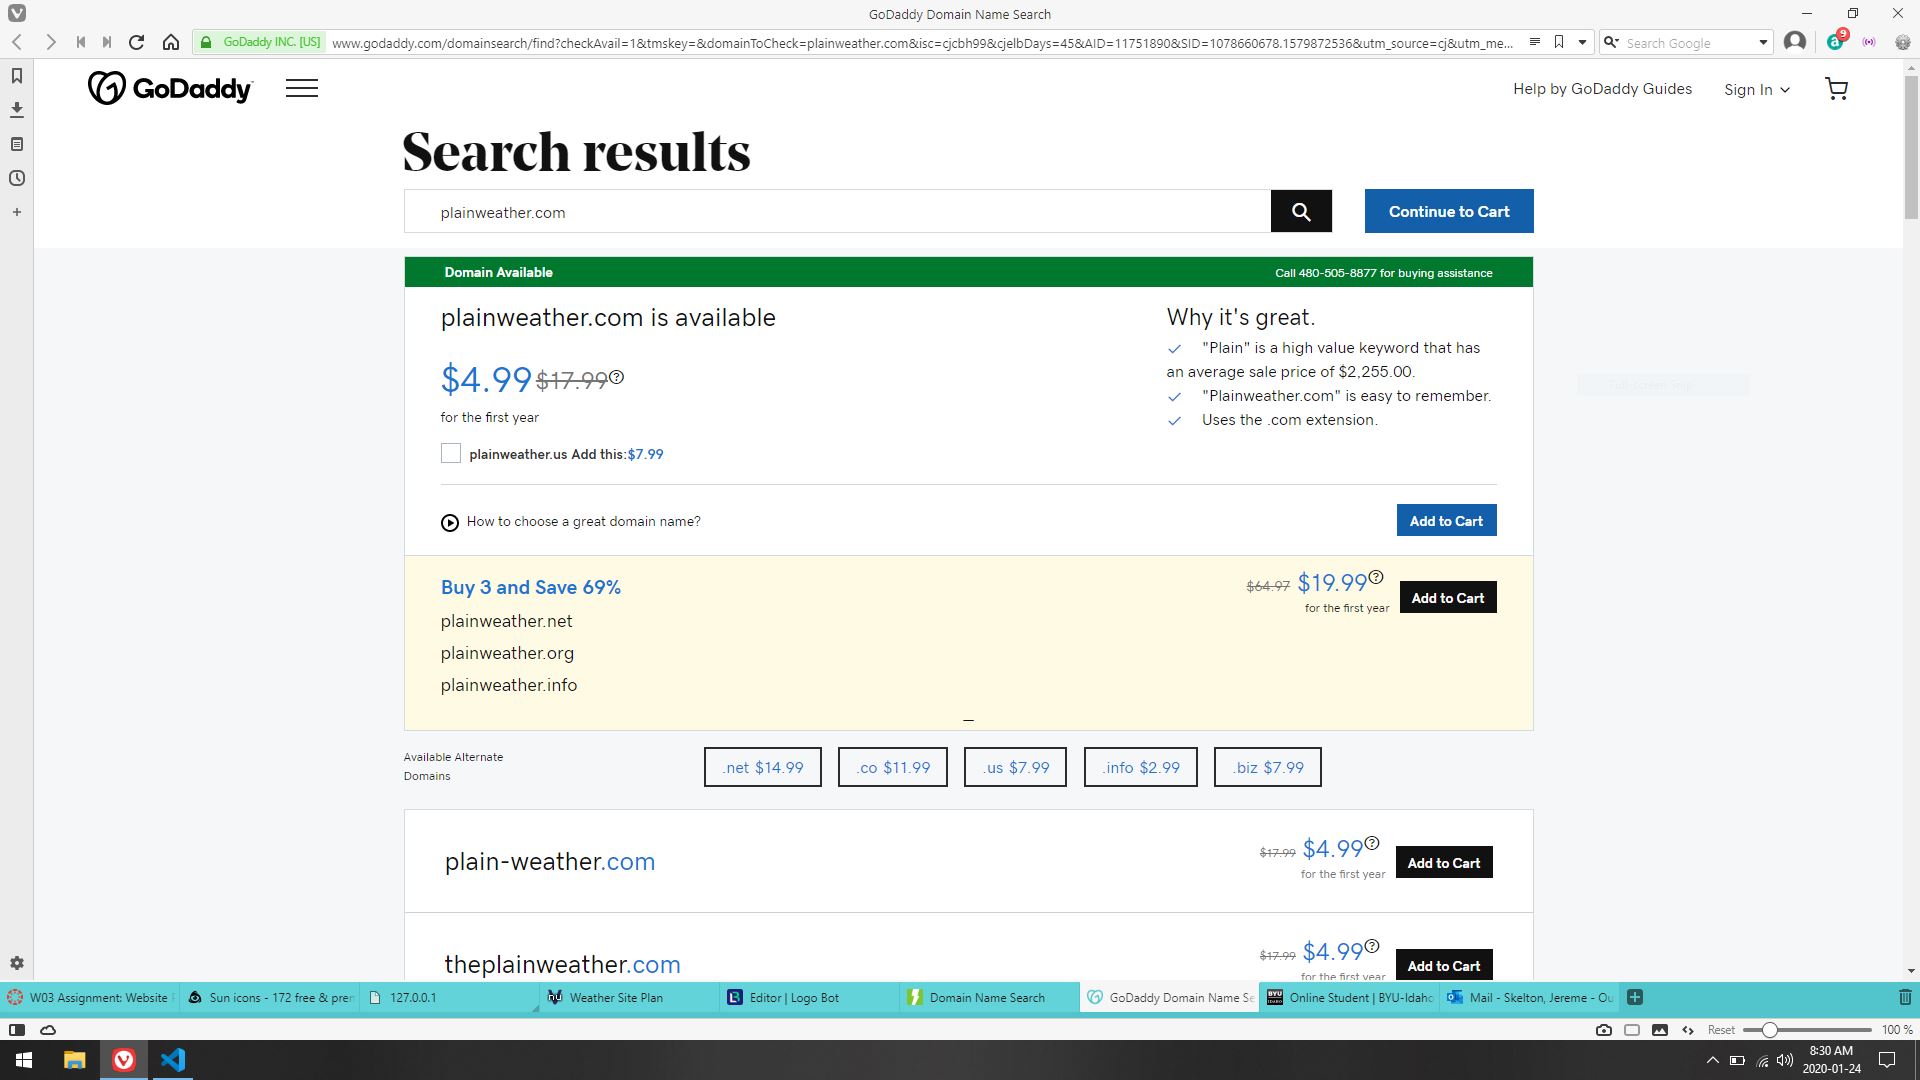 GoDaddy Domain Name Search
GoDaddy INC. [US]
www.godaddy.com/domainsearch/find?checkAvail=1&tmskey=&domainToCheck=plainweather.com&isc=cjcbh99&cjelbDays=45&AID=11751890&SID=1078660678.1579872536&utm_source=cj&utm_me...
Search Google
9
GoDaddy
Help by GoDaddy Guides
Sign In
Search results
plainweather.com
Continue to Cart
Domain Available
Call 480-505-8877 for buying assistance
plainweather.com is available
$4.99 $17.99
for the first year
plainweather.us Add this:$7.99
Why it's great.
"Plain" is a high value keyword that has
an average sale price of $2,255.00.
"Plainweather.com" is easy to remember.
Uses the .com extension.
How to choose a great domain name?
Add to Cart
Buy 3 and Save 69%
plainweather.net
plainweather.org
plainweather.info
$64.97 $19.99
for the first year
Add to Cart
Available Alternate
Domains
.net $14.99
.co $11.99
.us $7.99
.info $2.99
.biz $7.99
plain-weather.com
$17.99 $4.99
for the first year
Add to Cart
theplainweather.com
$17.99 $4.99
for the first year
Add to Cart
W03 Assignment: Website
Sun icons - 172 free & prem
127.0.0.1
Weather Site Plan
Editor | Logo Bot
Domain Name Search
GoDaddy Domain Name Se
Online Student | BYU-Idaho
Mail - Skelton, Jereme - Ou
Reset
100 %
8:30 AM
2020-01-24